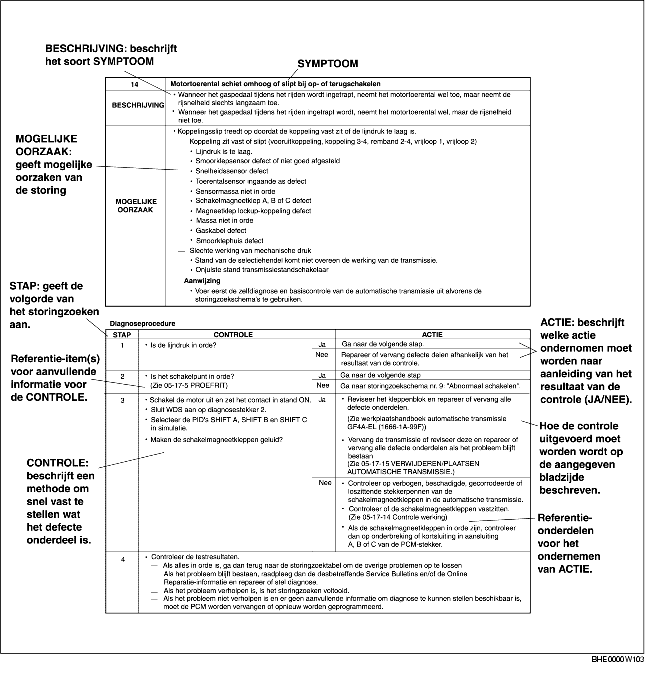 BESCHRIJVING: beschrijft
het soort SYMPTOOM
SYMPTOOM
14
Motortoerental schiet omhoog of slipt bij op- of terugschakelen
BESCHRIJVING
• Wanneer het gaspedaal tijdens het rijden wordt ingetrapt, neemt het motortoerental wel toe, maar neemt de
rijsnelheid slechts langzaam toe.
• Wanneer het gaspedaal tijdens het rijden ingetrapt wordt, neemt het motortoerental wel, maar de rijsnelheid
niet toe.
MOGELIJKE
OORZAAK:
geeft mogelijke
oorzaken van
de storing
MOGELIJKE
OORZAAK
• Koppelingsslip treedt op doordat de koppeling vast zit of de lijndruk te laag is.
Koppeling zit vast of slipt (vooruitkoppeling, koppeling 3-4, remband 2-4, vrijloop 1, vrijloop 2)
• Lijndruk is te laag.
• Smoorklepsensor defect of niet goed afgesteld
• Snelheidssensor defect
• Toerentalsensor ingaande as defect
• Sensormassa niet in orde
• Schakelmagneetklep A, B of C defect
• Magneetklep lockup-koppeling defect
• Massa niet in orde
• Gaskabel defect
• Smoorklephuis defect
— Slechte werking van mechanische druk
• Stand van de selectiehendel komt niet overeen de werking van de transmissie.
• Onjuiste stand transmissiestandschakelaar
Aanwijzing
• Voer eerst de zelfdiagnose en basiscontrole van de automatische transmissie uit alvorens de
storingzoekschema's te gebruiken.
STAP: geeft de
volgorde van
het storingzoeken
aan.
Referentie-item(s)
voor aanvullende
informatie voor
de CONTROLE.
CONTROLE:
beschrijft een
methode om
snel vast te
stellen wat
het defecte
onderdeel is.
Diagnoseprocedure
STAP
CONTROLE
ACTIE
1
• Is de lijndruk in orde?
Ja
Ga naar de volgende stap.
Nee
Repareer of vervang defecte delen afhankelijk van het
resultaat van de controle.
2
• Is het schakelpunt in orde?
(Zie 05-17-5 PROEFRIT)
Ja
Ga naar de volgende stap
Nee
Ga naar storingzoekschema nr. 9: "Abnormaal schakelen".
3
• Schakel de motor uit en zet het contact in stand ON.
• Sluit WDS aan op diagnosestekker 2.
• Selecteer de PID's SHIFT A, SHIFT B en SHIFT C
in simulatie.
• Maken de schakelmagneetkleppen geluid?
Ja
• Reviseer het kleppenblok en repareer of vervang alle
defecte onderdelen.
(Zie werkplaatshandboek automatische transmissie
GF4A-EL (1666-1A-99F))
• Vervang de transmissie of reviseer deze en repareer of
vervang alle defecte onderdelen als het probleem blijft
bestaan
(Zie 05-17-15 VERWIJDEREN/PLAATSEN
AUTOMATISCHE TRANSMISSIE.)
Nee
• Controleer op verbogen, beschadigde, gecorrodeerde of
loszittende stekkerpennen van de
schakelmagneetkleppen in de automatische transmissie.
• Controleer of de schakelmagneetkleppen vastzitten.
(Zie 05-17-14 Controle werking)
• Als de schakelmagneetkleppen in orde zijn, controleer
dan op onderbreking of kortsluiting in aansluiting
A, B of C van de PCM-stekker.
4
• Controleer de testresultaten.
— Als alles in orde is, ga dan terug naar de storingzoektabel om de overige problemen op te lossen
Als het probleem blijft bestaan, raadpleeg dan de desbetreffende Service Bulletins en/of de Online
Reparatie-informatie en repareer of stel diagnose.
— Als het probleem verholpen is, is het storingzoeken voltooid.
— Als het probleem niet verholpen is en er geen aanvullende informatie om diagnose te kunnen stellen beschikbaar is,
moet de PCM worden vervangen of opnieuw worden geprogrammeerd.
ACTIE: beschrijft
welke actie
ondernomen moet
worden naar
aanleiding van het
resultaat van de
controle (JA/NEE).
Hoe de controle
uitgevoerd moet
worden wordt op
de aangegeven
bladzijde
beschreven.
Referentie-
onderdelen
voor het
ondernemen
van ACTIE.
BHE0000W103